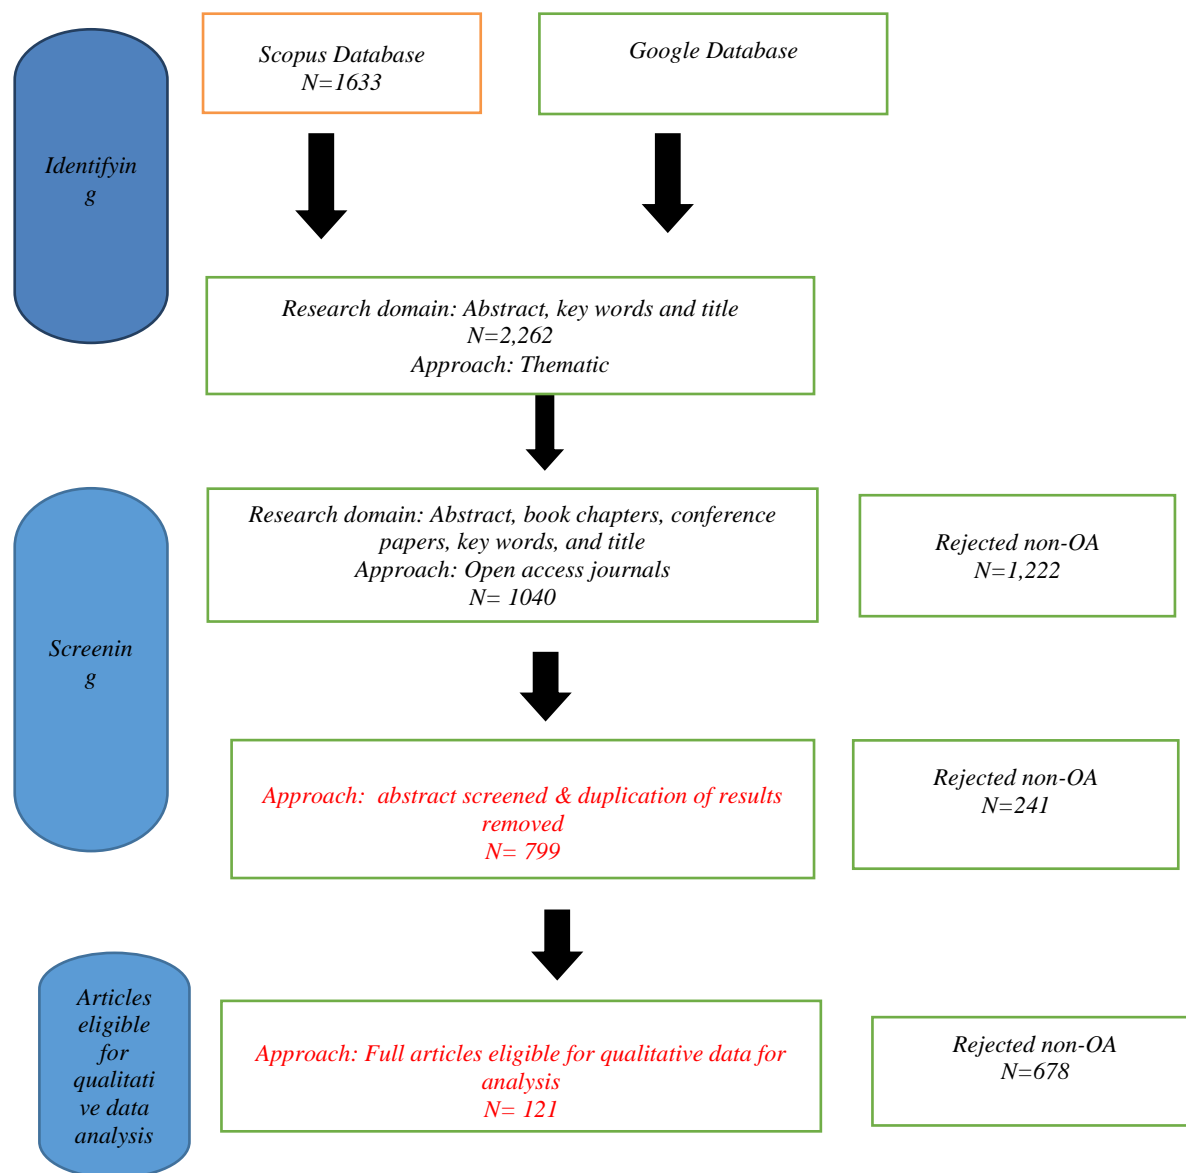 Scopus Database
N=1633
Google Database
Identifyin
g
Research domain: Abstract, key words and title
N=2,262
Approach: Thematic
Research domain: Abstract, book chapters, conference
papers, key words, and title
Approach: Open access journals
N= 1040
Rejected non-OA
N=1,222
Screenin
g
Approach:  abstract screened & duplication of results
removed
N= 799
Rejected non-OA
N=241
Articles
eligible
for
qualitati
ve data
analysis
Approach: Full articles eligible for qualitative data for
analysis
N= 121
Rejected non-OA
N=678